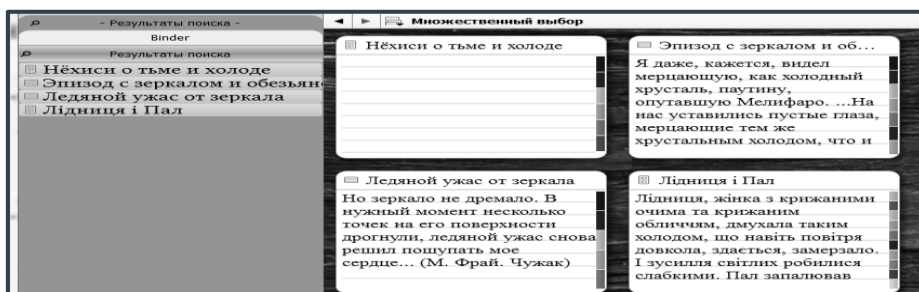 - Результаты поиска -
Binder
Результаты поиска
Нёхиси о тьме и холоде
Эпизод с зеркалом и обезьян
Ледяной ужас от зеркала
Лідниця і Пал
Множественный выбор
Нёхиси о тьме и холоде
Эпизод с зеркалом и об...
Я даже, кажется, видел
мерцающую, как холодный
хрусталь, паутину,
опутавшую Мелифаро. ...На
нас уставились пустые глаза,
мерцающие тем же
хрустальным холодом, что и
Ледяной ужас от зеркала
Но зеркало не дремало. В
нужный момент несколько
точек на его поверхности
дрогнули, ледяной ужас снова
решил пощупать мое
сердце... (М. Фрай. Чужак)
Лідниця і Пал
Лідниця, жінка з крижаними
очима та крижаним
обличчям, дмухала таким
холодом, що навіть повітря
довкола, здається, замерзало.
І зусилля світлих робилися
слабкими. Пал запалював